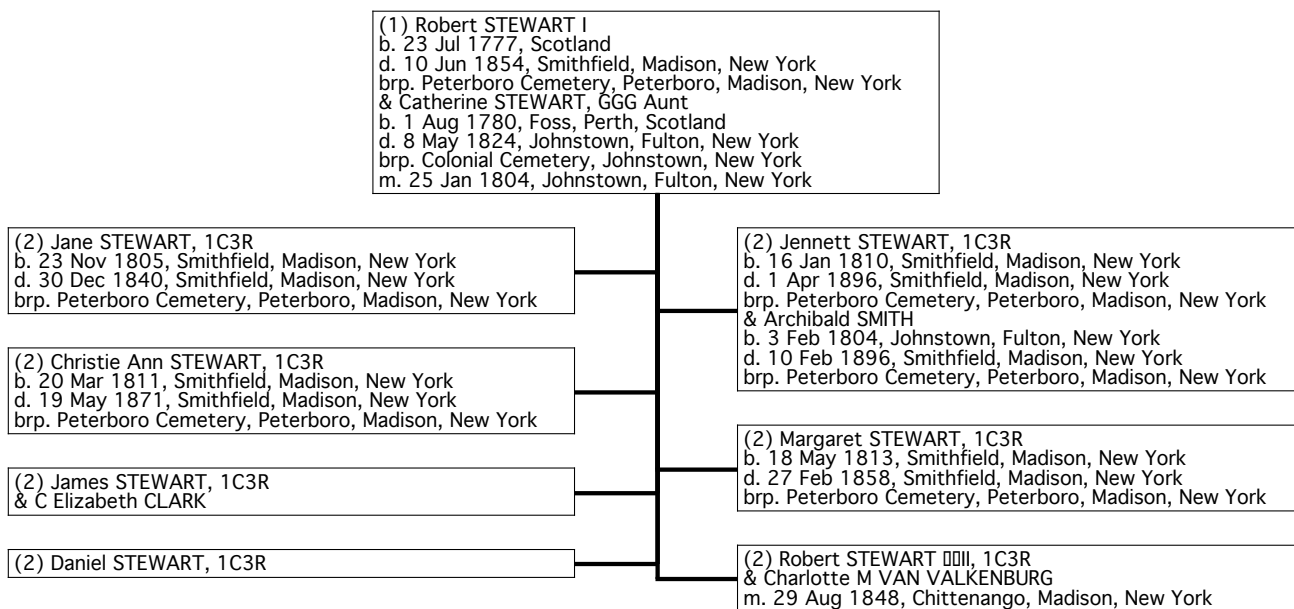 (1) Robert STEWART I
b. 23 Jul 1777, Scotland
d. 10 Jun 1854, Smithfield, Madison, New York
brp. Peterboro Cemetery, Peterboro, Madison, New York
& Catherine STEWART, GGG Aunt
b. 1 Aug 1780, Foss, Perth, Scotland
d. 8 May 1824, Johnstown, Fulton, New York
brp. Colonial Cemetery, Johnstown, New York
m. 25 Jan 1804, Johnstown, Fulton, New York
(2) Jane STEWART, 1C3R
b. 23 Nov 1805, Smithfield, Madison, New York
d. 30 Dec 1840, Smithfield, Madison, New York
brp. Peterboro Cemetery, Peterboro, Madison, New York
(2) Jennett STEWART, 1C3R
b. 16 Jan 1810, Smithfield, Madison, New York
d. 1 Apr 1896, Smithfield, Madison, New York
brp. Peterboro Cemetery, Peterboro, Madison, New York
& Archibald SMITH
b. 3 Feb 1804, Johnstown, Fulton, New York
d. 10 Feb 1896, Smithfield, Madison, New York
brp. Peterboro Cemetery, Peterboro, Madison, New York
(2) Christie Ann STEWART, 1C3R
b. 20 Mar 1811, Smithfield, Madison, New York
d. 19 May 1871, Smithfield, Madison, New York
brp. Peterboro Cemetery, Peterboro, Madison, New York
(2) Margaret STEWART, 1C3R
b. 18 May 1813, Smithfield, Madison, New York
d. 27 Feb 1858, Smithfield, Madison, New York
brp. Peterboro Cemetery, Peterboro, Madison, New York
(2) James STEWART, 1C3R
& C Elizabeth CLARK
(2) Daniel STEWART, 1C3R
(2) Robert STEWART ▯▯II, 1C3R
& Charlotte M VAN VALKENBURG
m. 29 Aug 1848, Chittenango, Madison, New York